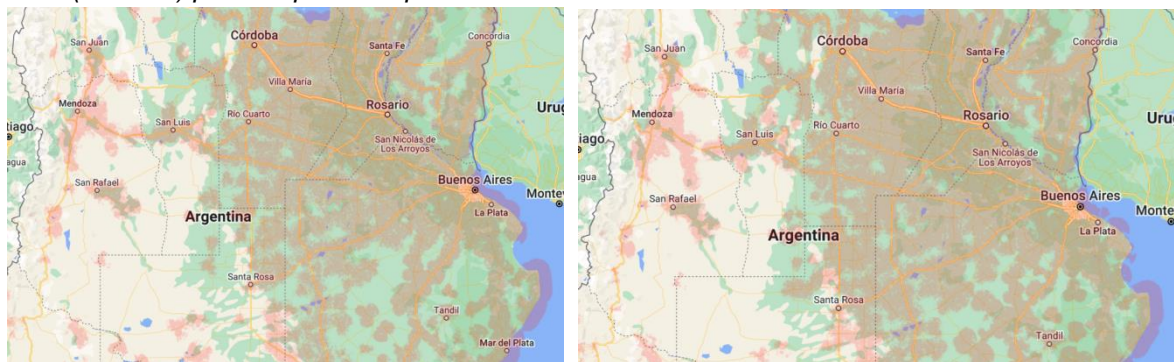 Córdoba
San Juan
Santa Fe
Concordia
Villa María
Mendoza
Rosario
Urug
Río Cuarto
San Luis
tiago
San Nicolás de
Los Arroyos
agua
Buenos Aires
San Rafael
Montev
La Plata
Argentina
Santa Rosa
Tandil
Mar del Plata
Córdoba
Concordia
San Juan
Santa Fe
Villa María
Mendoza
Rosario
Uru
Río Cuarto
San Luis
tiago
San Nicolás de
Los Arroyos
agua
Buenos Aires
San Rafael
Monte
La Plata
Argentina
Santa Rosa
Tandil